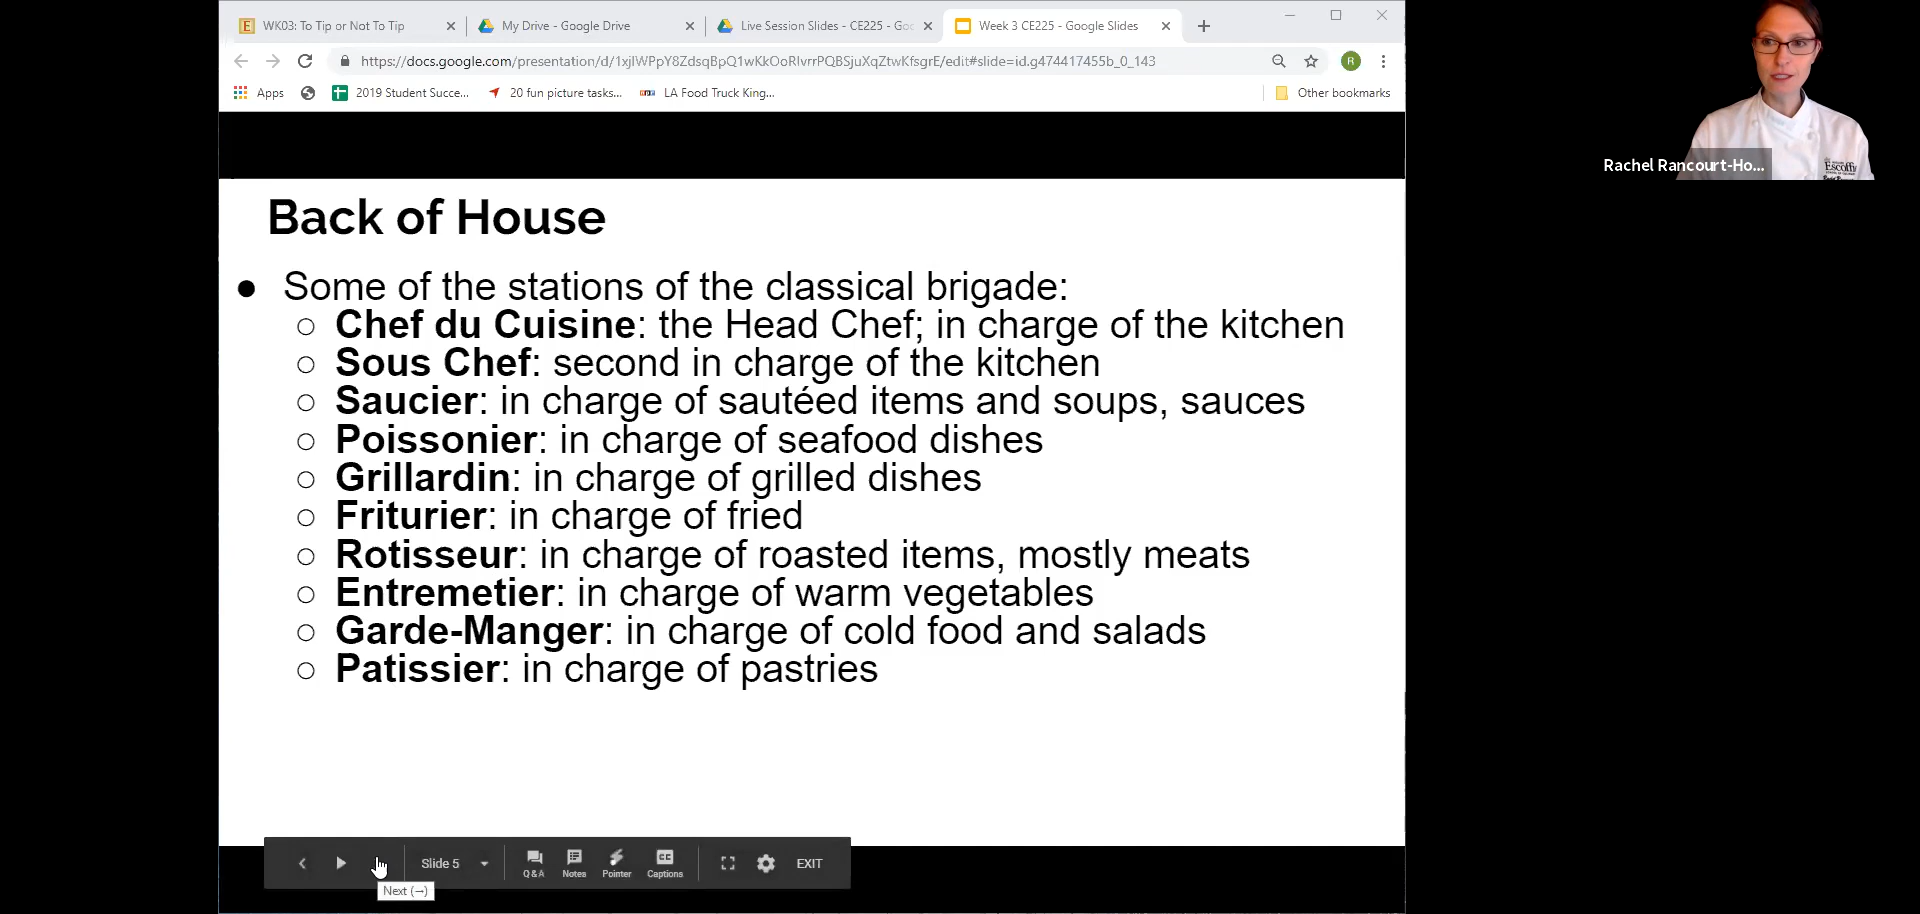 WK03: To Tip or Not To Tip
My Drive - Google Drive
Live Session Slides - CE225 - Goo
Week 3 CE225 - Google Slides
https://docs.google.com/presentation/d/1xjIWPpY8ZdsqBpQ1wKkOoRlvrrPQBSjuXqZtwKfsgrE/edit#slide=id.g474417455b_0_143
R
Apps
2019 Student Succe...
20 fun picture tasks...
LA Food Truck King...
Other bookmarks
Rachel Rancourt-Ho...
Escoffi
Back of House
● Some of the stations of the classical brigade:
○ Chef du Cuisine: the Head Chef; in charge of the kitchen
○ Sous Chef: second in charge of the kitchen
○ Saucier: in charge of sautéed items and soups, sauces
○ Poissonier: in charge of seafood dishes
○ Grillardin: in charge of grilled dishes
○ Friturier: in charge of fried
○ Rotisseur: in charge of roasted items, mostly meats
○ Entremetier: in charge of warm vegetables
○ Garde-Manger: in charge of cold food and salads
○ Patissier: in charge of pastries
Slide 5
Q&A
Notes
Pointer
CC
Captions
EXIT
Next (→)